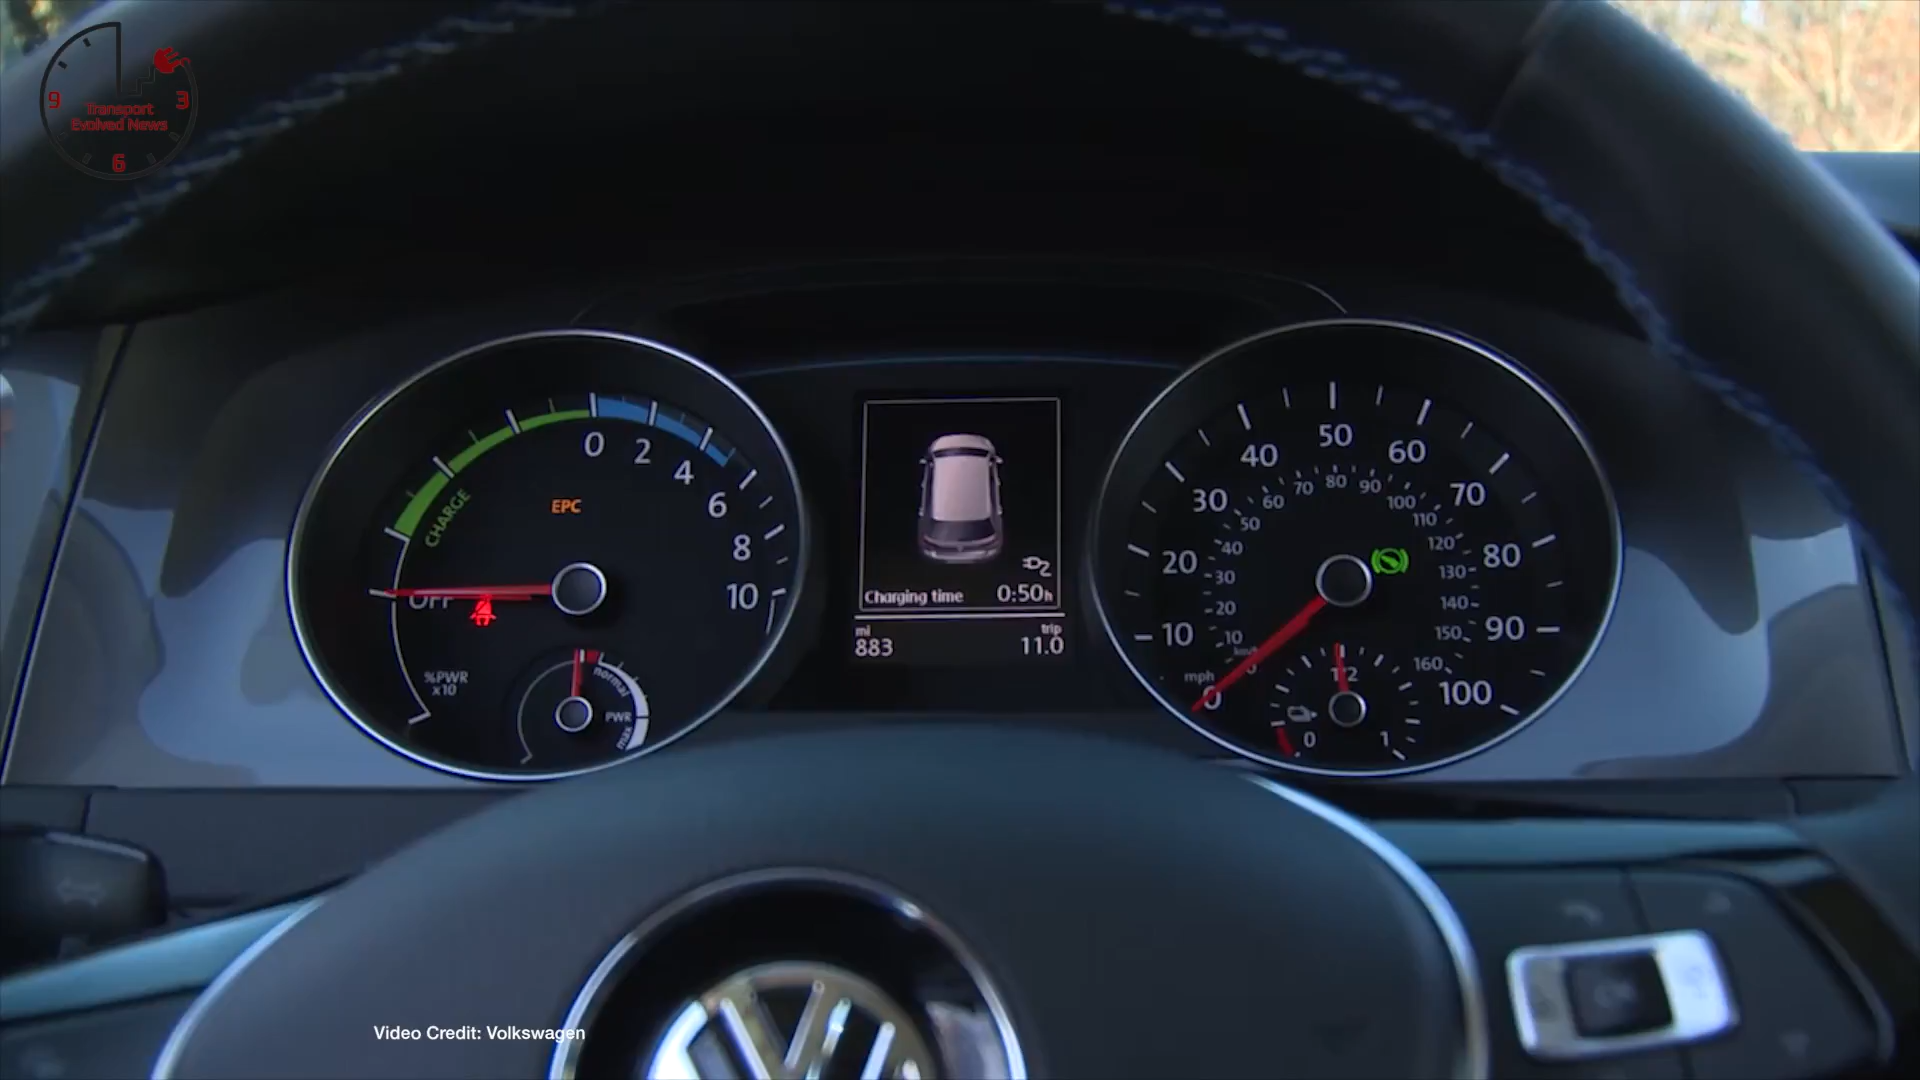 9
3
Transport
Evolved News
6
0
2
4
6
8
10
CHARGE
EPC
OFF
%PWR
x10
normal
PWR
max
Charging time 0:50h
mi trip
883 11.0
0
10
20
30
40
50
60
70
80
90
100
mph
km/h
0
10
20
30
40
50
60
70
80
90
100
110
120
130
140
150
160
1/2
0
1
OK
Video Credit: Volkswagen